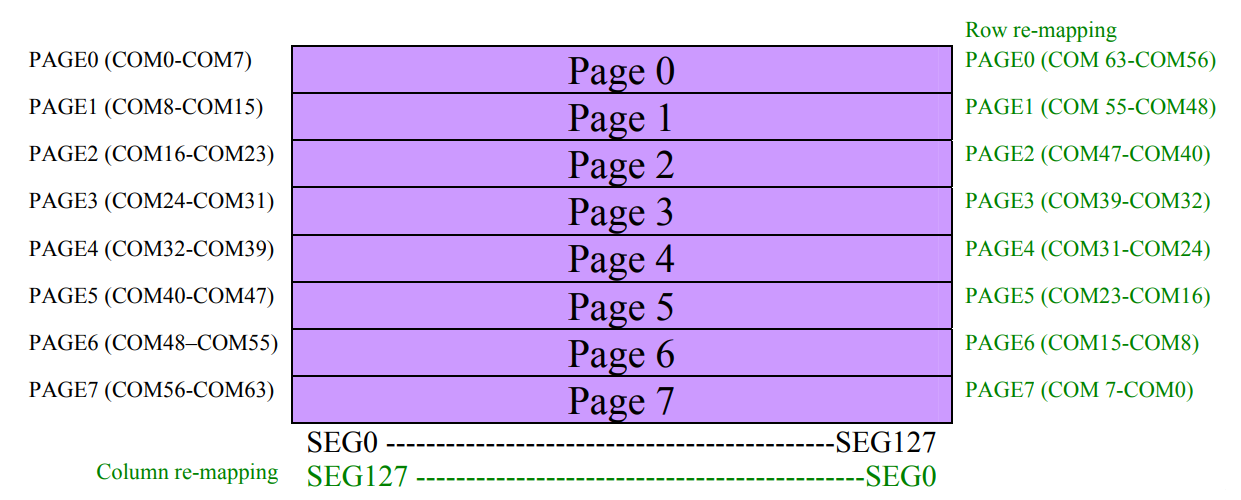 Row re-mapping
PAGE0 (COM0-COM7) Page 0 PAGE0 (COM 63-COM56)
PAGE1 (COM8-COM15) Page 1 PAGE1 (COM 55-COM48)
PAGE2 (COM16-COM23) Page 2 PAGE2 (COM47-COM40)
PAGE3 (COM24-COM31) Page 3 PAGE3 (COM39-COM32)
PAGE4 (COM32-COM39) Page 4 PAGE4 (COM31-COM24)
PAGE5 (COM40-COM47) Page 5 PAGE5 (COM23-COM16)
PAGE6 (COM48–COM55) Page 6 PAGE6 (COM15-COM8)
PAGE7 (COM56-COM63) Page 7 PAGE7 (COM 7-COM0)
SEG0 ---------------------------------------------SEG127
Column re-mapping SEG127 ---------------------------------------------SEG0